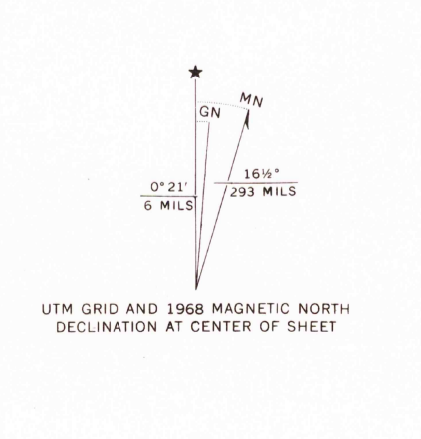 ★
MN
GN
0°21'
6 MILS
16½°
293 MILS
UTM GRID AND 1968 MAGNETIC NORTH
DECLINATION AT CENTER OF SHEET